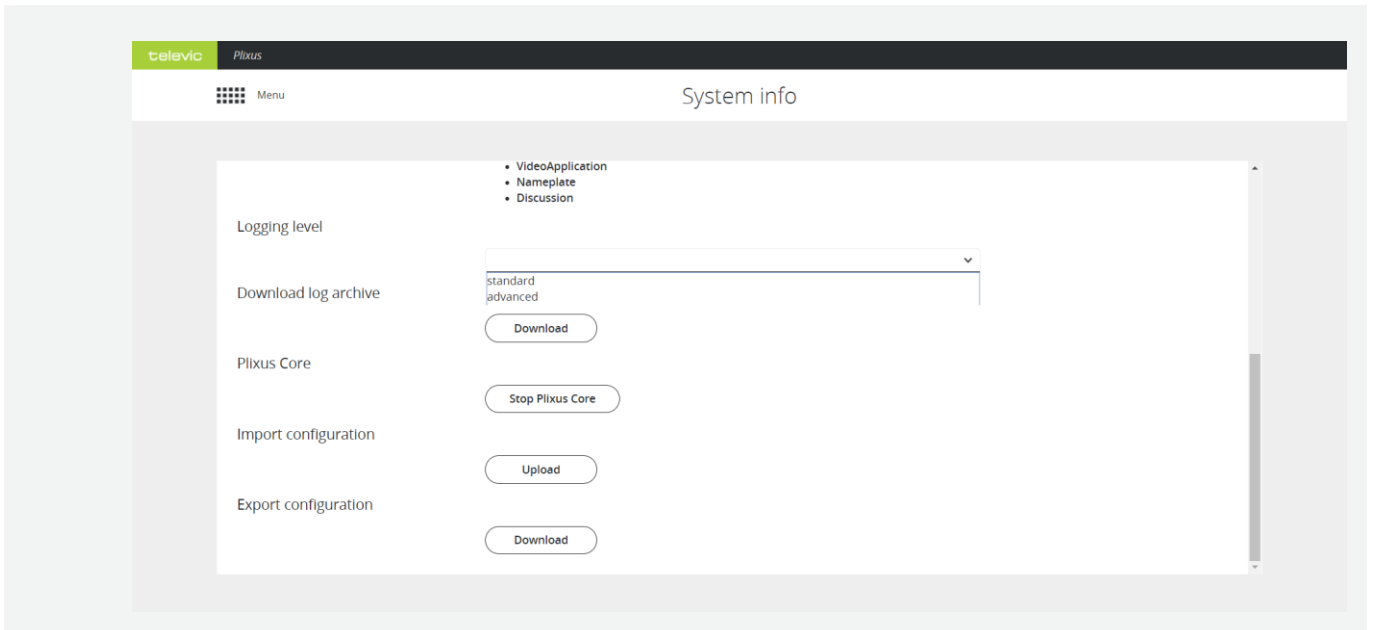 televic Plixus
Menu System info
• VideoApplication
• Nameplate
• Discussion
Logging level
standard
advanced
Download log archive
Download
Plixus Core
Stop Plixus Core
Import configuration
Upload
Export configuration
Download